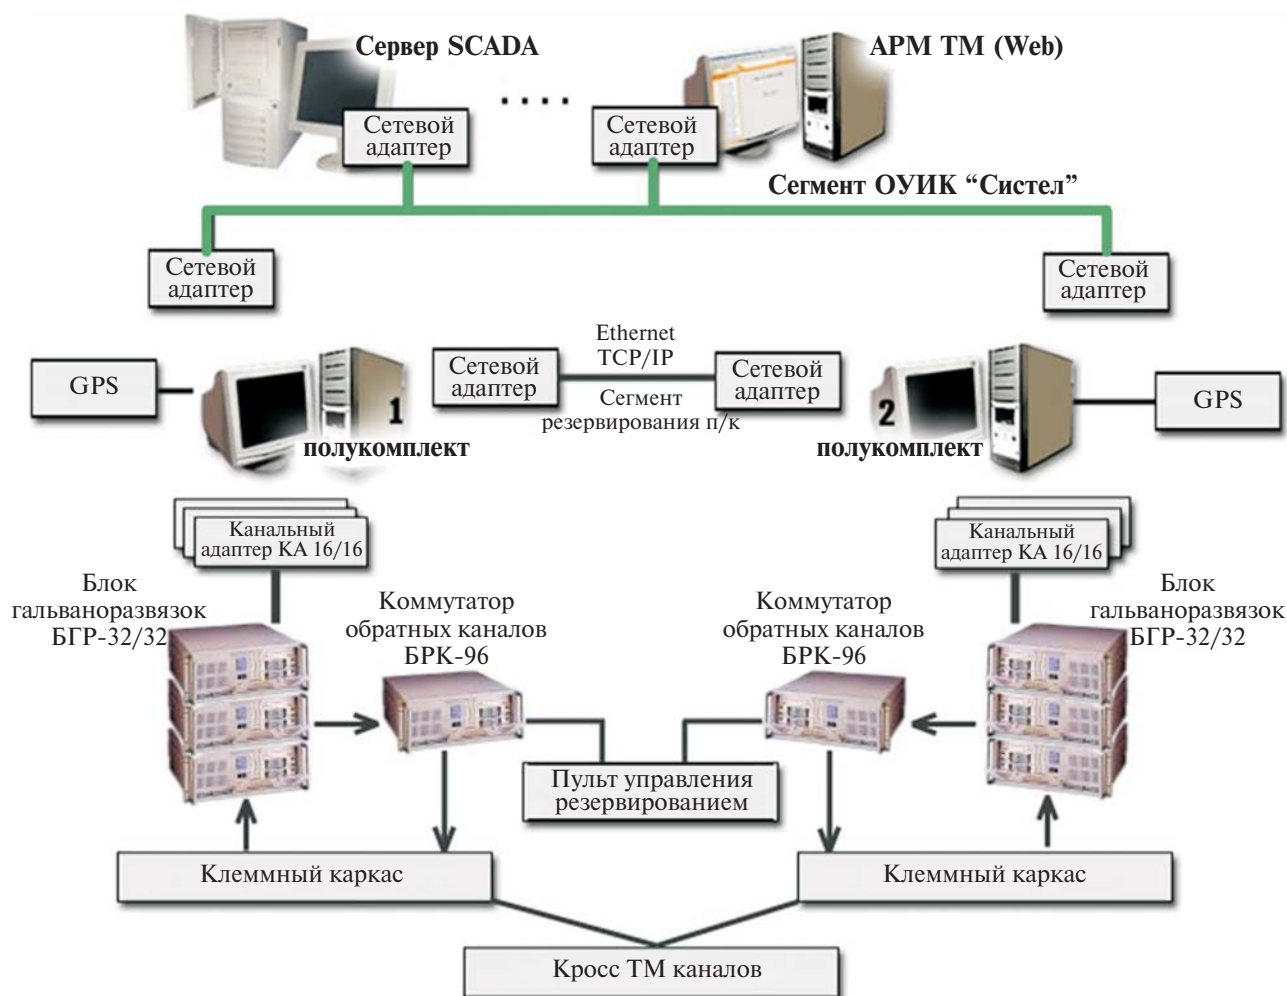 Сервер SCADA
АРМ ТМ (Web)
Сетевой
адаптер
. . . .
Сетевой
адаптер
Сегмент ОУИК “Систел”
Сетевой
адаптер
Сетевой
адаптер
GPS
1
полукомплект
Сетевой
адаптер
Ethernet
TCP/IP
Сегмент
резервирования п/к
Сетевой
адаптер
2
полукомплект
GPS
Канальный
адаптер КА 16/16
Канальный
адаптер КА 16/16
Блок
гальваноразвязок
БГР-32/32
Коммутатор
обратных каналов
БРК-96
Коммутатор
обратных каналов
БРК-96
Блок
гальваноразвязок
БГР-32/32
Пульт управления
резервированием
Клеммный каркас
Клеммный каркас
Кросс ТМ каналов